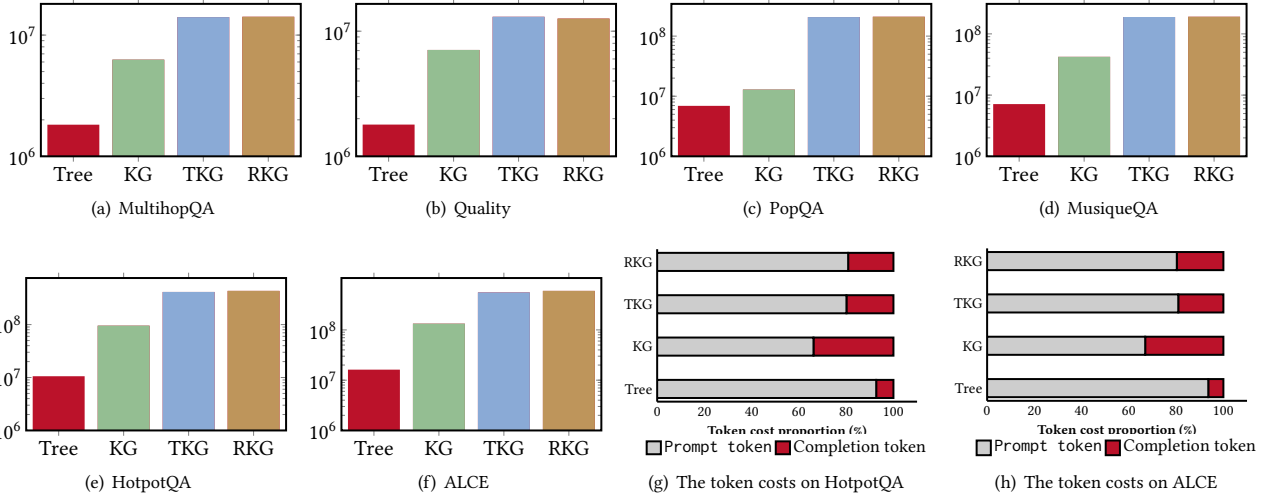 10^7
10^6
Tree KG TKG RKG
(a) MultihopQA
10^7
10^6
Tree KG TKG RKG
(b) Quality
10^8
10^7
10^6
Tree KG TKG RKG
(c) PopQA
10^8
10^7
10^6
Tree KG TKG RKG
(d) MusiqueQA
10^8
10^7
10^6
Tree KG TKG RKG
(e) HotpotQA
10^8
10^7
10^6
Tree KG TKG RKG
(f) ALCE
RKG
TKG
KG
Tree
0 20 40 60 80 100
Token cost proportion (%)
Prompt token Completion token
(g) The token costs on HotpotQA
RKG
TKG
KG
Tree
0 20 40 60 80 100
Token cost proportion (%)
Prompt token Completion token
(h) The token costs on ALCE